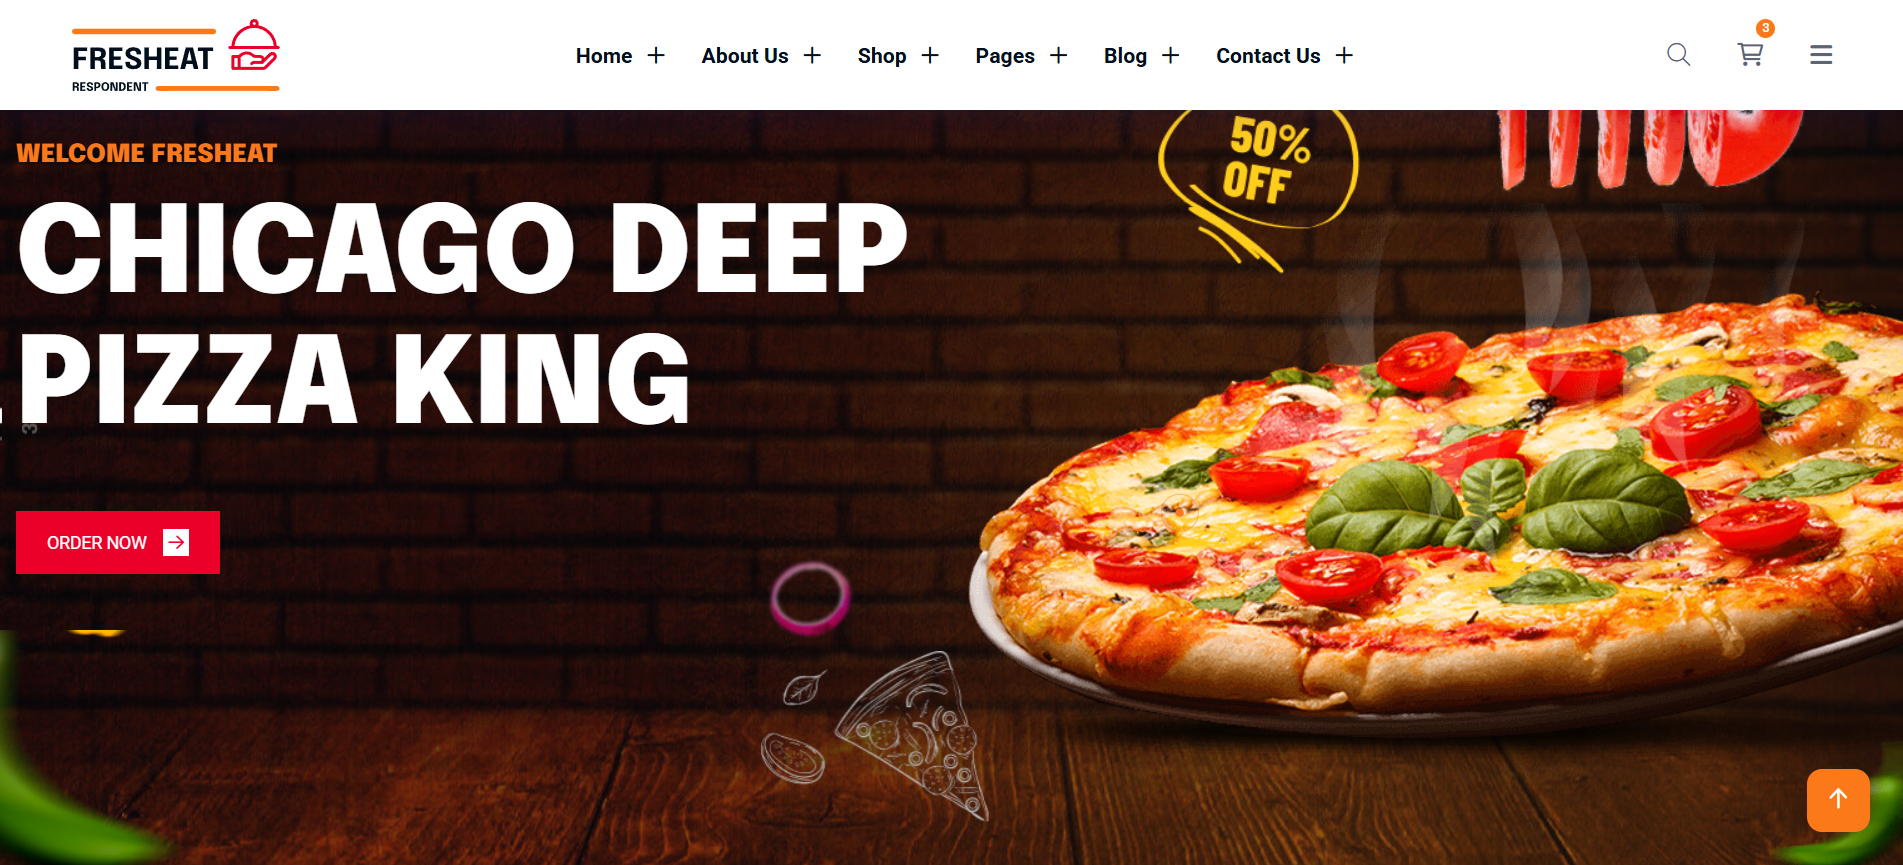 FRESHEAT
RESPONDENT
Home + About Us + Shop + Pages + Blog + Contact Us +
3
WELCOME FRESHEAT
50%
OFF
CHICAGO DEEP
PIZZA KING
3
ORDER NOW